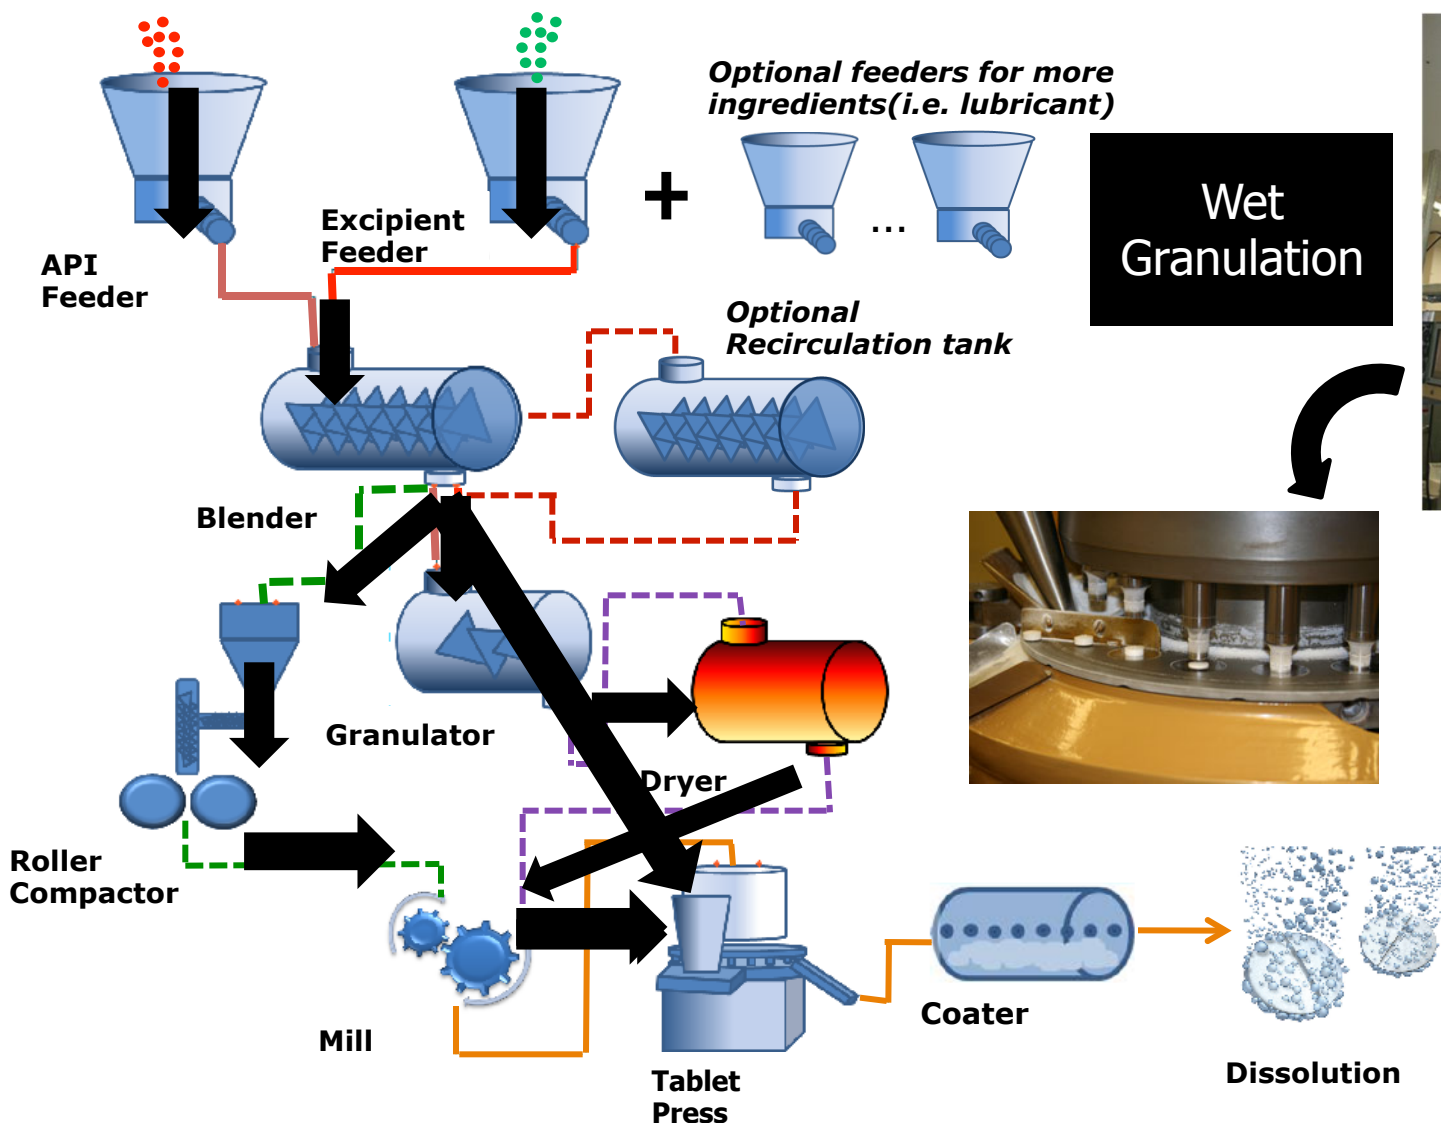 Optional feeders for more
ingredients(i.e. lubricant)
Wet
Granulation
Excipient
Feeder
...
API
Feeder
Optional
Recirculation tank
Blender
Granulator
Dryer
Roller
Compactor
Mill
Coater
Tablet
Press
Dissolution